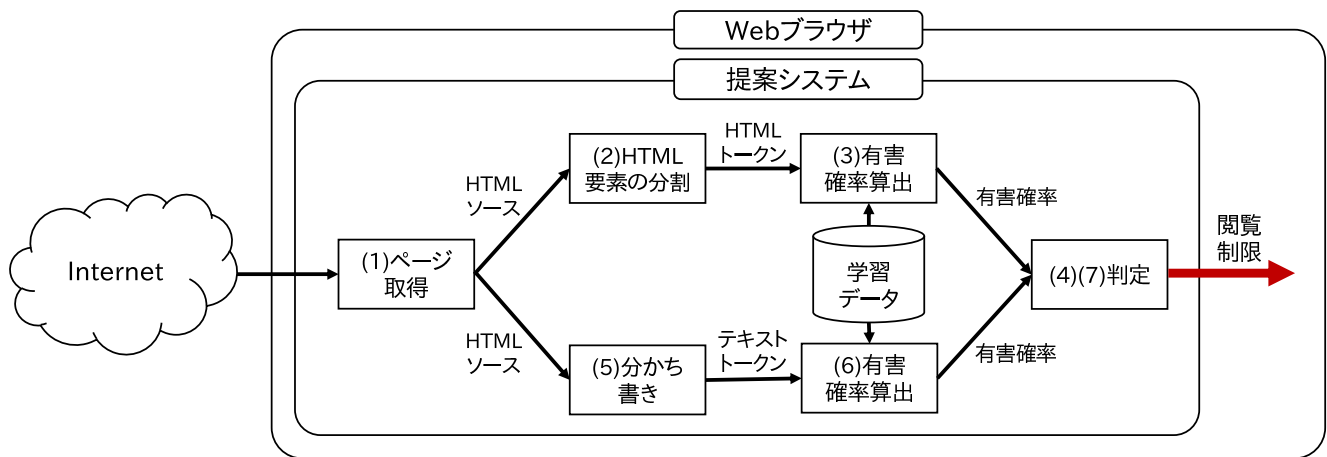 Webブラウザ
提案システム
Internet
(1)ページ
取得
HTML
ソース
HTML
ソース
(2)HTML
要素の分割
HTML
トークン
(3)有害
確率算出
有害確率
学習
データ
(5)分かち
書き
テキスト
トークン
(6)有害
確率算出
有害確率
(4)(7)判定
閲覧
制限